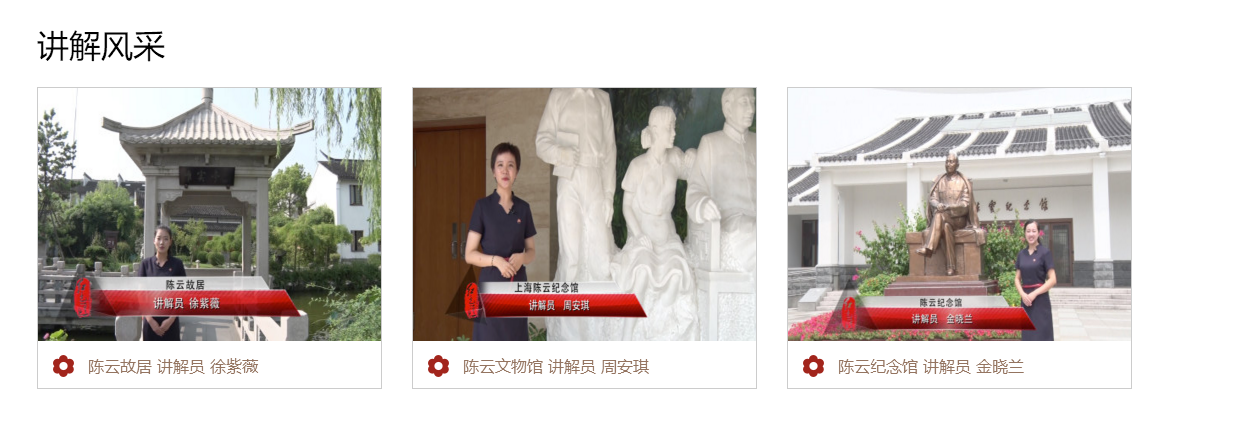 讲解风采
陈云故居
讲解员 徐紫薇
上海陈云纪念馆
讲解员 周安琪
陈云纪念馆
讲解员 金晓兰
陈云故居 讲解员 徐紫薇
陈云文物馆 讲解员 周安琪
陈云纪念馆 讲解员 金晓兰